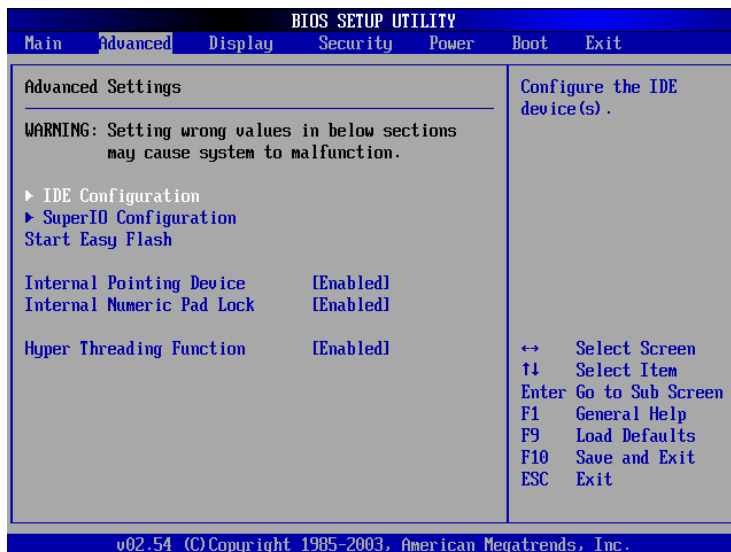 BIOS SETUP UTILITY
Main Advanced Display Security Power Boot Exit
Advanced Settings
WARNING: Setting wrong values in below sections
may cause system to malfunction.
▶ IDE Configuration
▶ SuperIO Configuration
Start Easy Flash
Internal Pointing Device [Enabled]
Internal Numeric Pad Lock [Enabled]
Hyper Threading Function [Enabled]
Configure the IDE
device(s).
↔ Select Screen
↑↓ Select Item
Enter Go to Sub Screen
F1 General Help
F9 Load Defaults
F10 Save and Exit
ESC Exit
v02.54 (C)Copyright 1985-2003, American Megatrends, Inc.